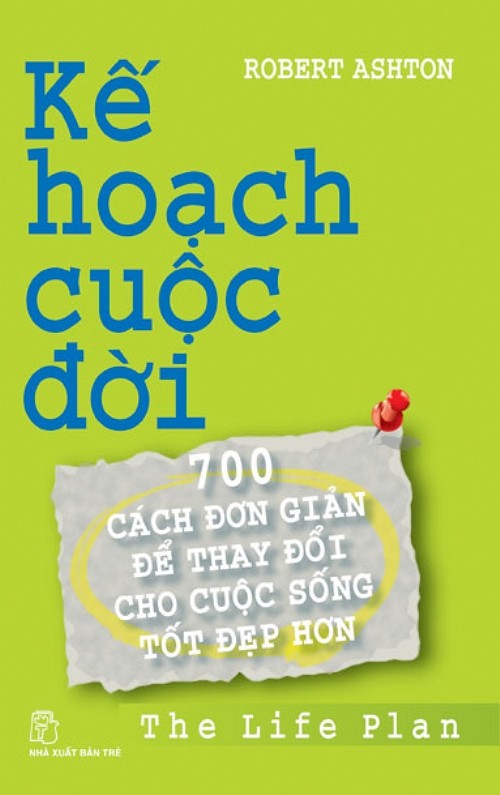 ROBERT ASHTON
Kế
hoạch
cuộc
đời
700
CÁCH ĐƠN GIẢN
ĐỂ THAY ĐỔI
CHO CUỘC SỐNG
TỐT ĐẸP HƠN
The Life Plan
NHÀ XUẤT BẢN TRẺ